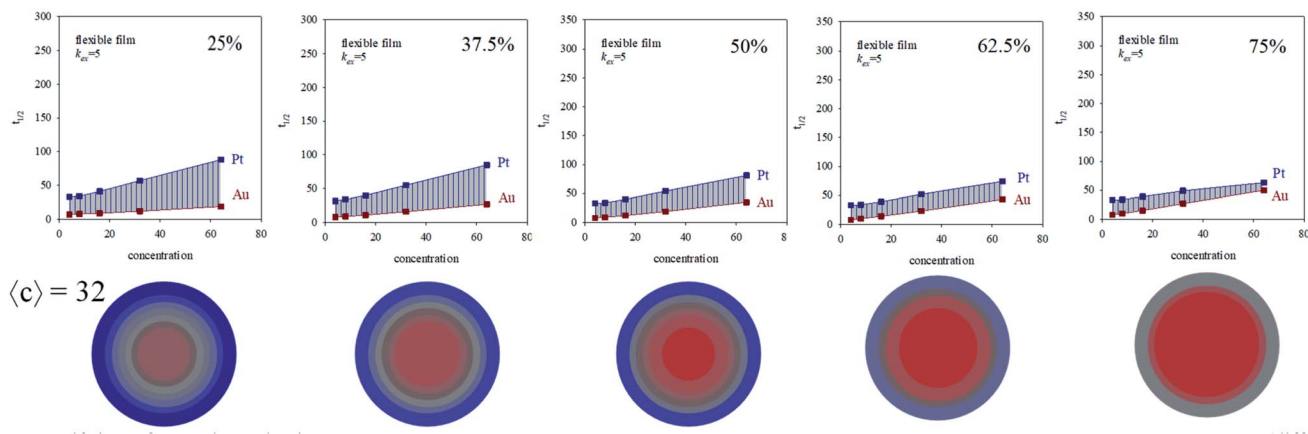 300
250
200
150
100
50
0
t1/2
flexible film
kex=5
25%
Pt
Au
0 20 40 60 80
concentration
300
250
200
150
100
50
0
t1/2
flexible film
kex=5
37.5%
Pt
Au
0 20 40 60 80
concentration
350
300
250
200
150
100
50
0
t1/2
flexible film
kex=5
50%
Pt
Au
0 20 40 60 8
concentration
350
300
250
200
150
100
50
0
t1/2
flexible film
kex=5
62.5%
Pt
Au
0 20 40 60 80
concentration
350
300
250
200
150
100
50
0
t1/2
flexible film
kex=5
75%
Pt
Au
0 20 40 60 80
concentration
⟨c⟩ = 32